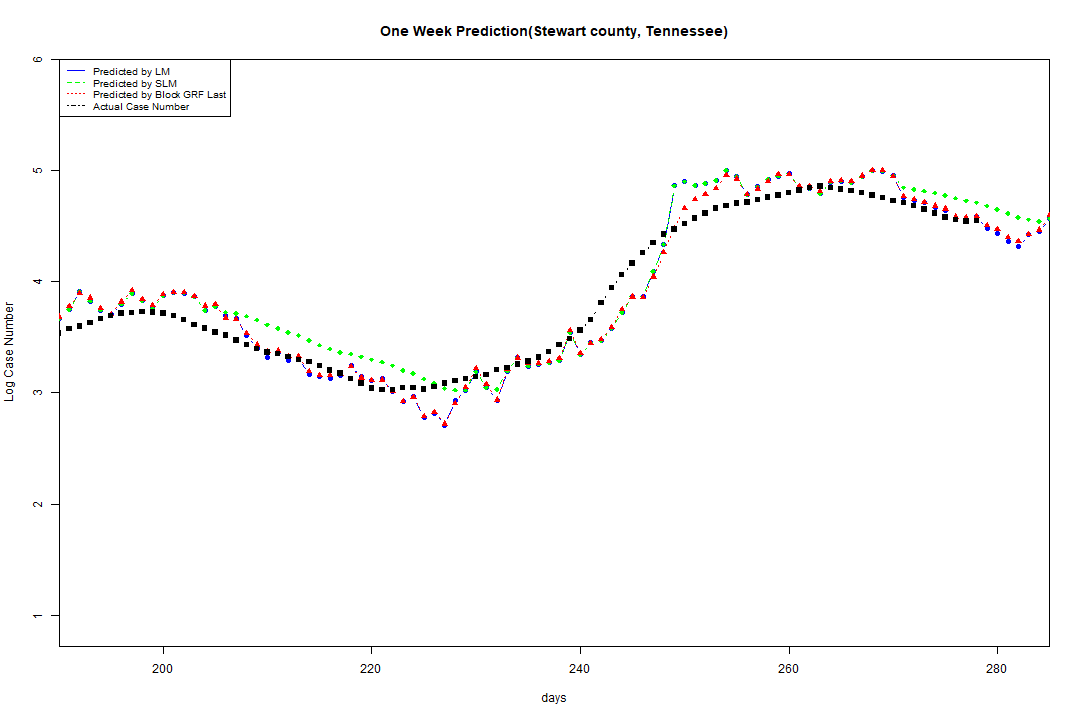 One Week Prediction(Stewart county, Tennessee)
6
Predicted by LM
Predicted by SLM
Predicted by Block GRF Last
Actual Case Number
5
4
3
2
1
Log Case Number
200 220 240 260 280
days